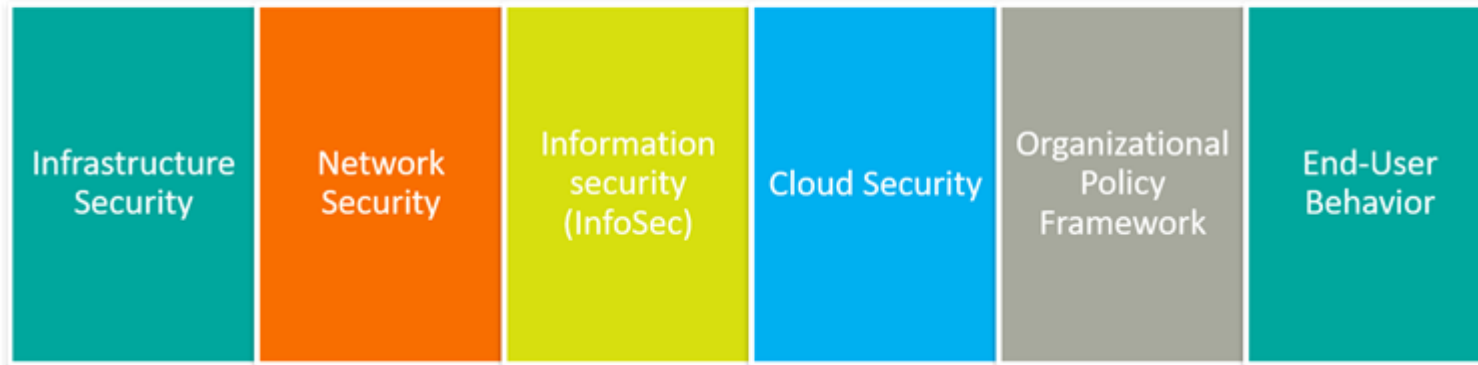 Infrastructure
Security
Network
Security
Information
security
(InfoSec)
Cloud Security
Organizational
Policy
Framework
End-User
Behavior